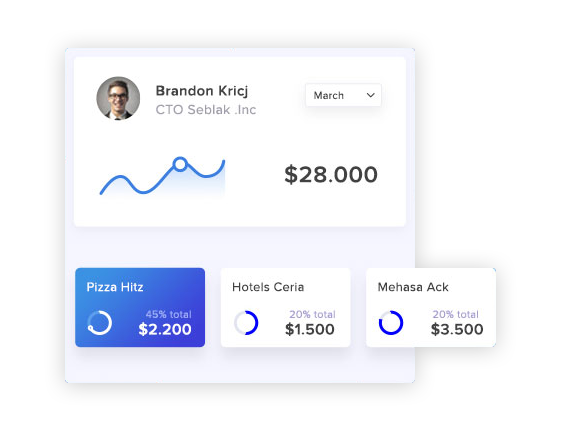 Brandon Kricj
CTO Seblak .Inc
March
$28.000
Pizza Hitz
45% total
$2.200
Hotels Ceria
20% total
$1.500
Mehasa Ack
20% total
$3.500